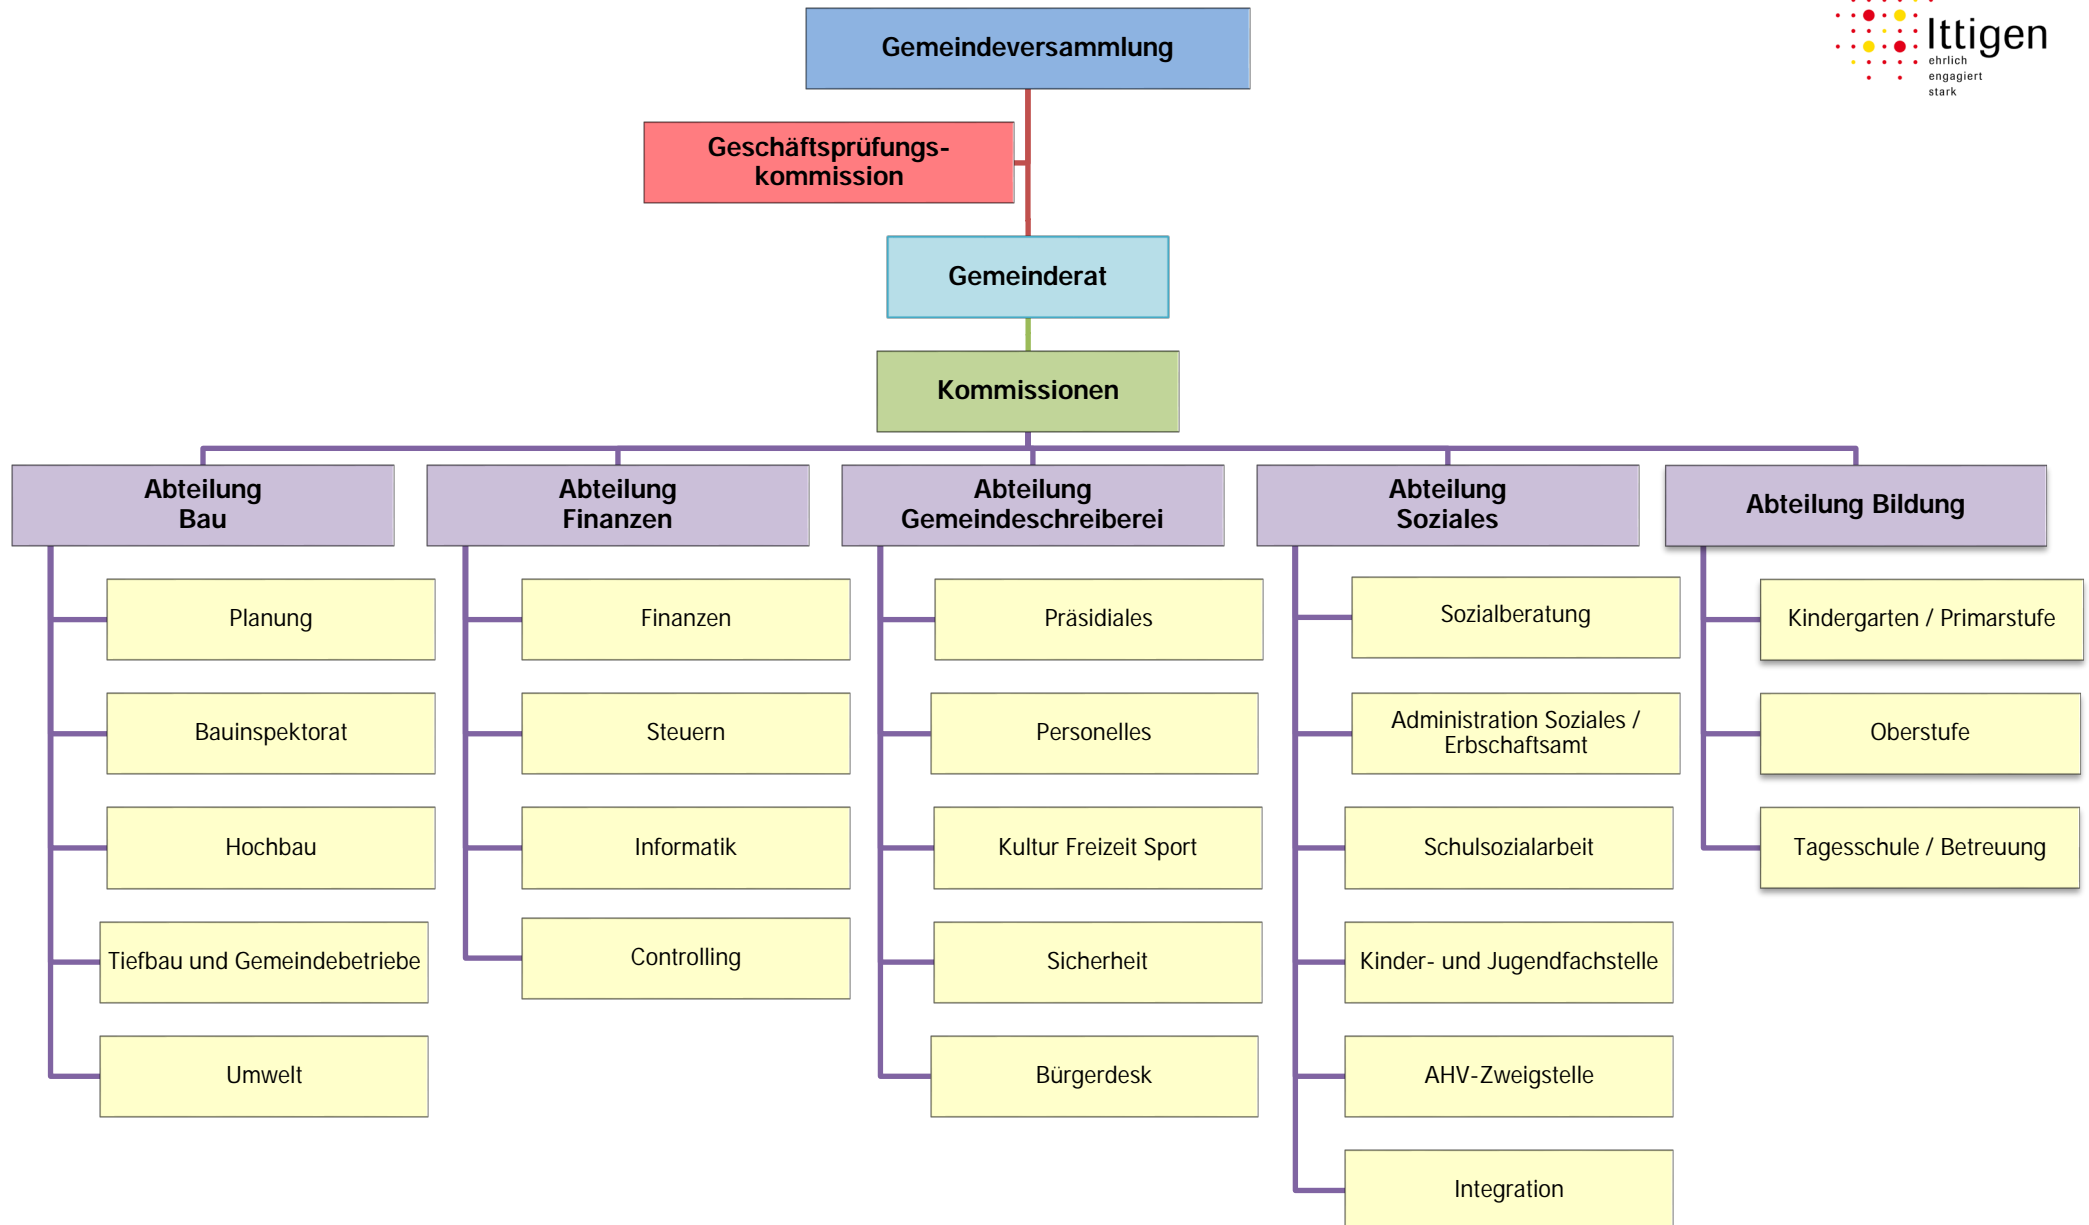 Gemeindeversammlung
Ittigen
ehrlich
engagiert
stark
Geschäftsprüfungs-
kommission
Gemeinderat
Kommissionen
Abteilung
Bau
Abteilung
Finanzen
Abteilung
Gemeindeschreiberei
Abteilung
Soziales
Abteilung Bildung
Planung
Bauinspektorat
Hochbau
Tiefbau und Gemeindebetriebe
Umwelt
Finanzen
Steuern
Informatik
Controlling
Präsidiales
Personelles
Kultur Freizeit Sport
Sicherheit
Bürgerdesk
Sozialberatung
Administration Soziales /
Erbschaftsamt
Schulsozialarbeit
Kinder- und Jugendfachstelle
AHV-Zweigstelle
Integration
Kindergarten / Primarstufe
Oberstufe
Tagesschule / Betreuung